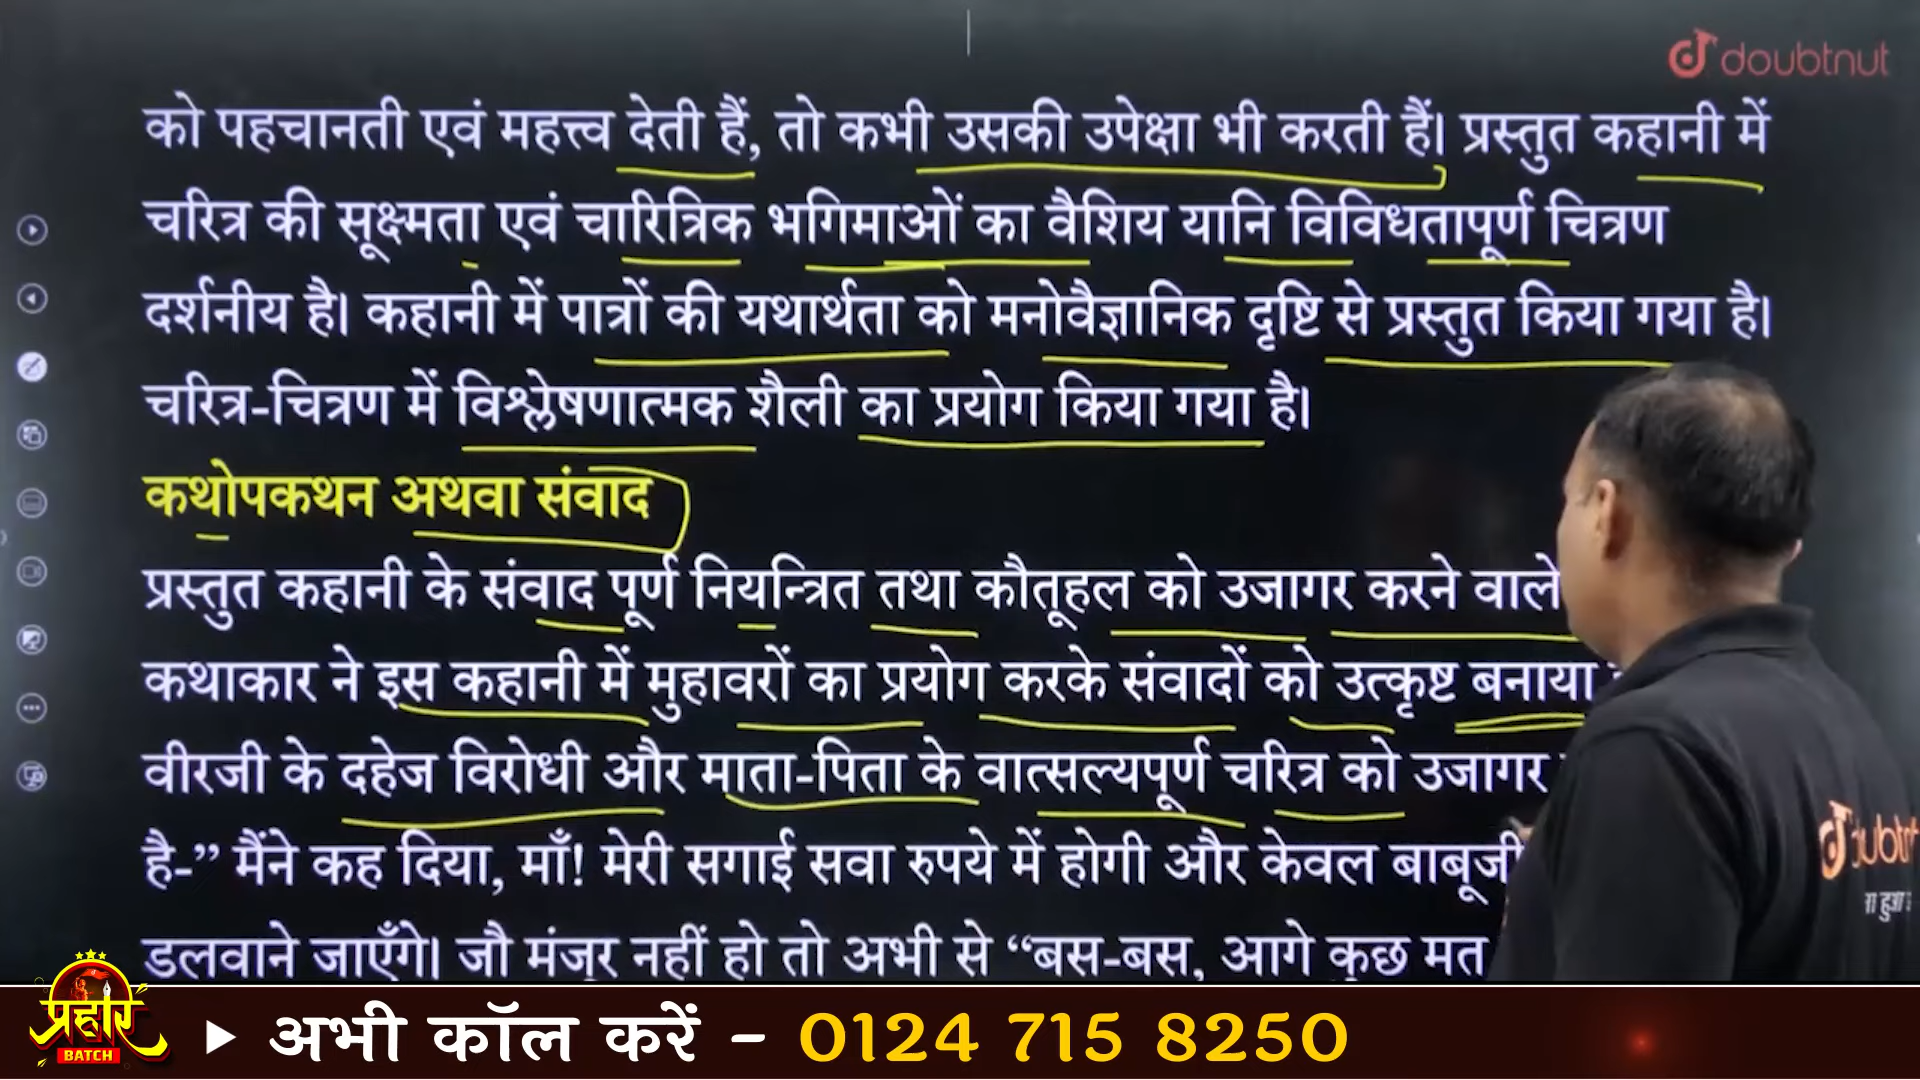 doubtnut
को पहचानती एवं महत्त्व देती हैं, तो कभी उसकी उपेक्षा भी करती हैं। प्रस्तुत कहानी में
चरित्र की सूक्ष्मता एवं चारित्रिक भगिमाओं का वैशिय यानि विविधतापूर्ण चित्रण
दर्शनीय है। कहानी में पात्रों की यथार्थता को मनोवैज्ञानिक दृष्टि से प्रस्तुत किया गया है।
चरित्र-चित्रण में विश्लेषणात्मक शैली का प्रयोग किया गया है।
कथोपकथन अथवा संवाद
प्रस्तुत कहानी के संवाद पूर्ण नियन्त्रित तथा कौतूहल को उजागर करने वाले
कथाकार ने इस कहानी में मुहावरों का प्रयोग करके संवादों को उत्कृष्ट बनाया
वीरजी के दहेज विरोधी और माता-पिता के वात्सल्यपूर्ण चरित्र को उजागर
है-” मैंने कह दिया, माँ! मेरी सगाई सवा रुपये में होगी और केवल बाबूजी
डलवाने जाएँगे। जौ मंजूर नहीं हो तो अभी से “बस-बस, आगे कुछ मत
प्रहार
BATCH
अभी कॉल करें – 0124 715 8250